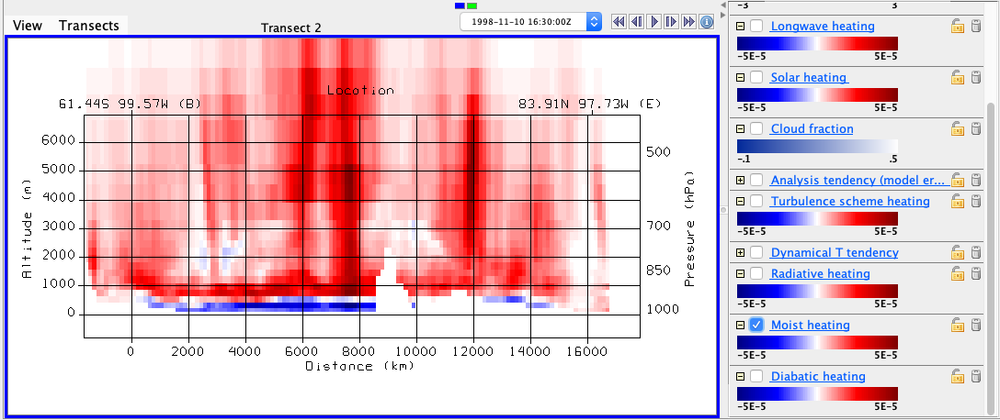 View Transects
Transect 2
1998-11-10 16:30:00Z
Location
61.44S 99.57W (B)
83.91N 97.73W (E)
6000
5000
4000
3000
2000
1000
0
Altitude (m)
500
700
850
1000
Pressure (hPa)
0 2000 4000 6000 8000 10000 12000 14000 16000
Distance (km)
-3 3
Longwave heating
-5E-5 5E-5
Solar heating
-5E-5 5E-5
Cloud fraction
-.1 .5
Analysis tendency (model er...
Turbulence scheme heating
-5E-5 5E-5
Dynamical T tendency
Radiative heating
-5E-5 5E-5
Moist heating
-5E-5 5E-5
Diabatic heating
-5E-5 5E-5